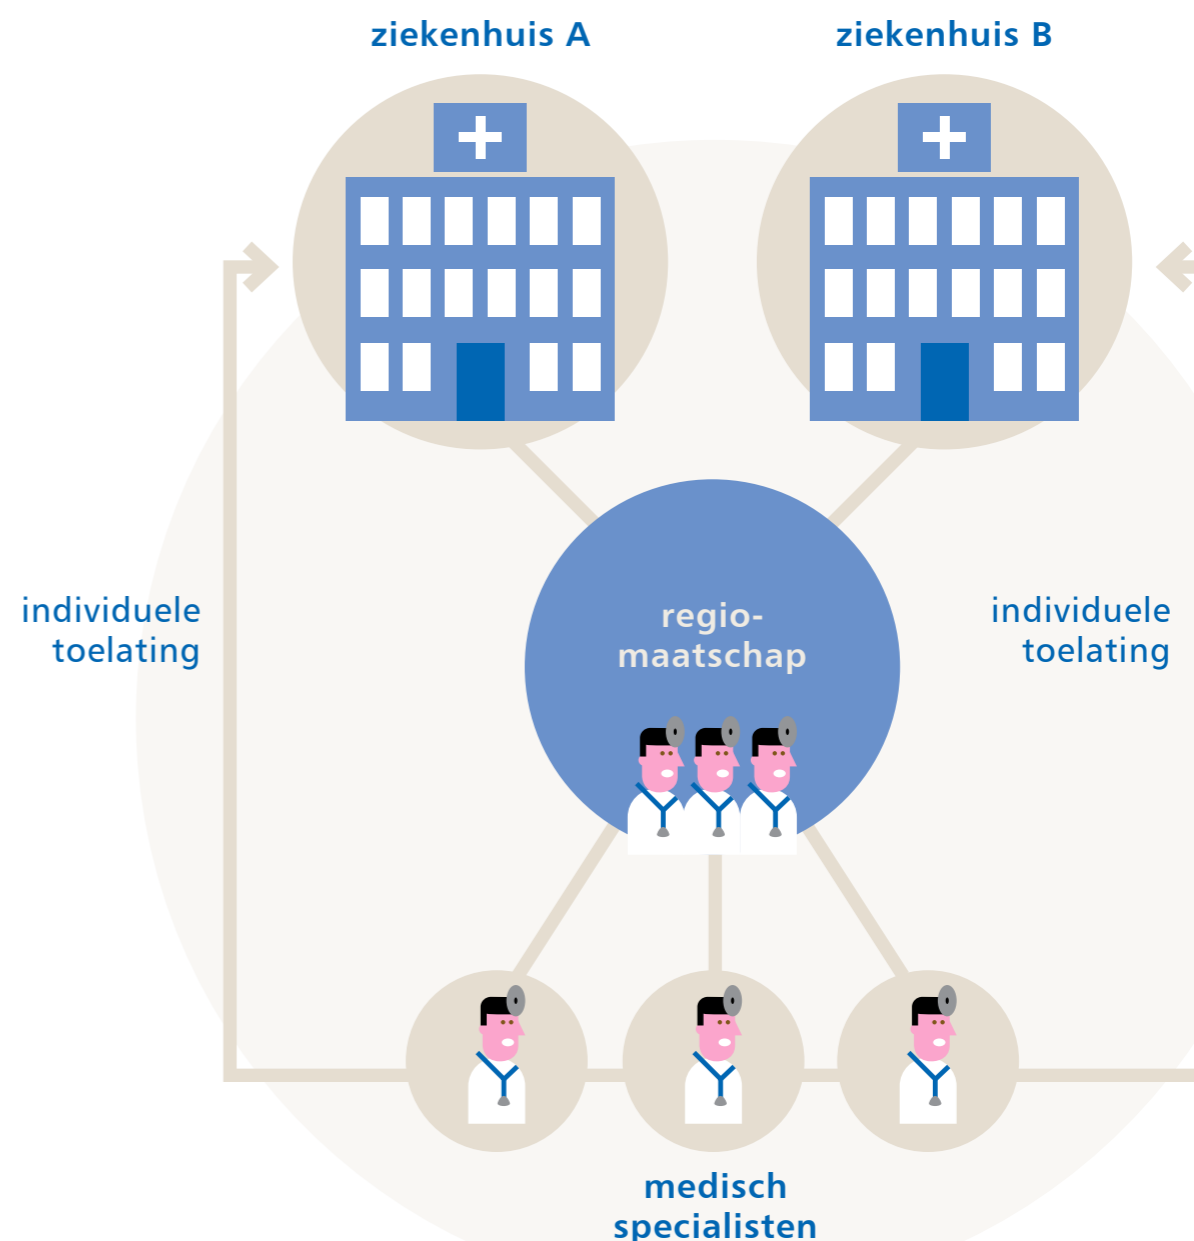 ziekenhuis A
ziekenhuis B
individuele
toelating
regio-
maatschap
individuele
toelating
medisch
specialisten